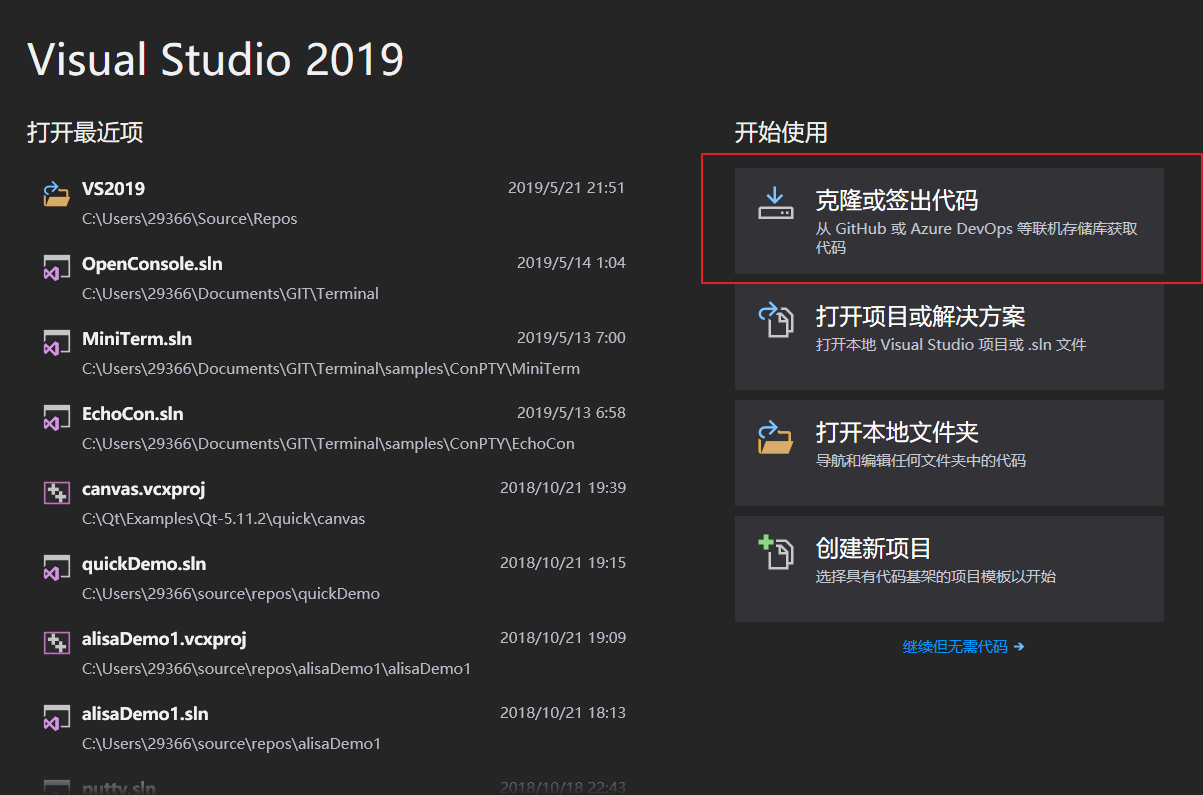 Visual Studio 2019
打开最近项
VS2019 2019/5/21 21:51
C:\Users\29366\Source\Repos
OpenConsole.sln 2019/5/14 1:04
C:\Users\29366\Documents\GIT\Terminal
MiniTerm.sln 2019/5/13 7:00
C:\Users\29366\Documents\GIT\Terminal\samples\ConPTY\MiniTerm
EchoCon.sln 2019/5/13 6:58
C:\Users\29366\Documents\GIT\Terminal\samples\ConPTY\EchoCon
canvas.vcxproj 2018/10/21 19:39
C:\Qt\Examples\Qt-5.11.2\quick\canvas
quickDemo.sln 2018/10/21 19:15
C:\Users\29366\source\repos\quickDemo
alisaDemo1.vcxproj 2018/10/21 19:09
C:\Users\29366\source\repos\alisaDemo1\alisaDemo1
alisaDemo1.sln 2018/10/21 18:13
C:\Users\29366\source\repos\alisaDemo1
putty.sln 2018/10/18 22:43
开始使用
克隆或签出代码
从 GitHub 或 Azure DevOps 等联机存储库获取
代码
打开项目或解决方案
打开本地 Visual Studio 项目或 .sln 文件
打开本地文件夹
导航和编辑任何文件夹中的代码
创建新项目
选择具有代码基架的项目模板以开始
继续但无需代码 →